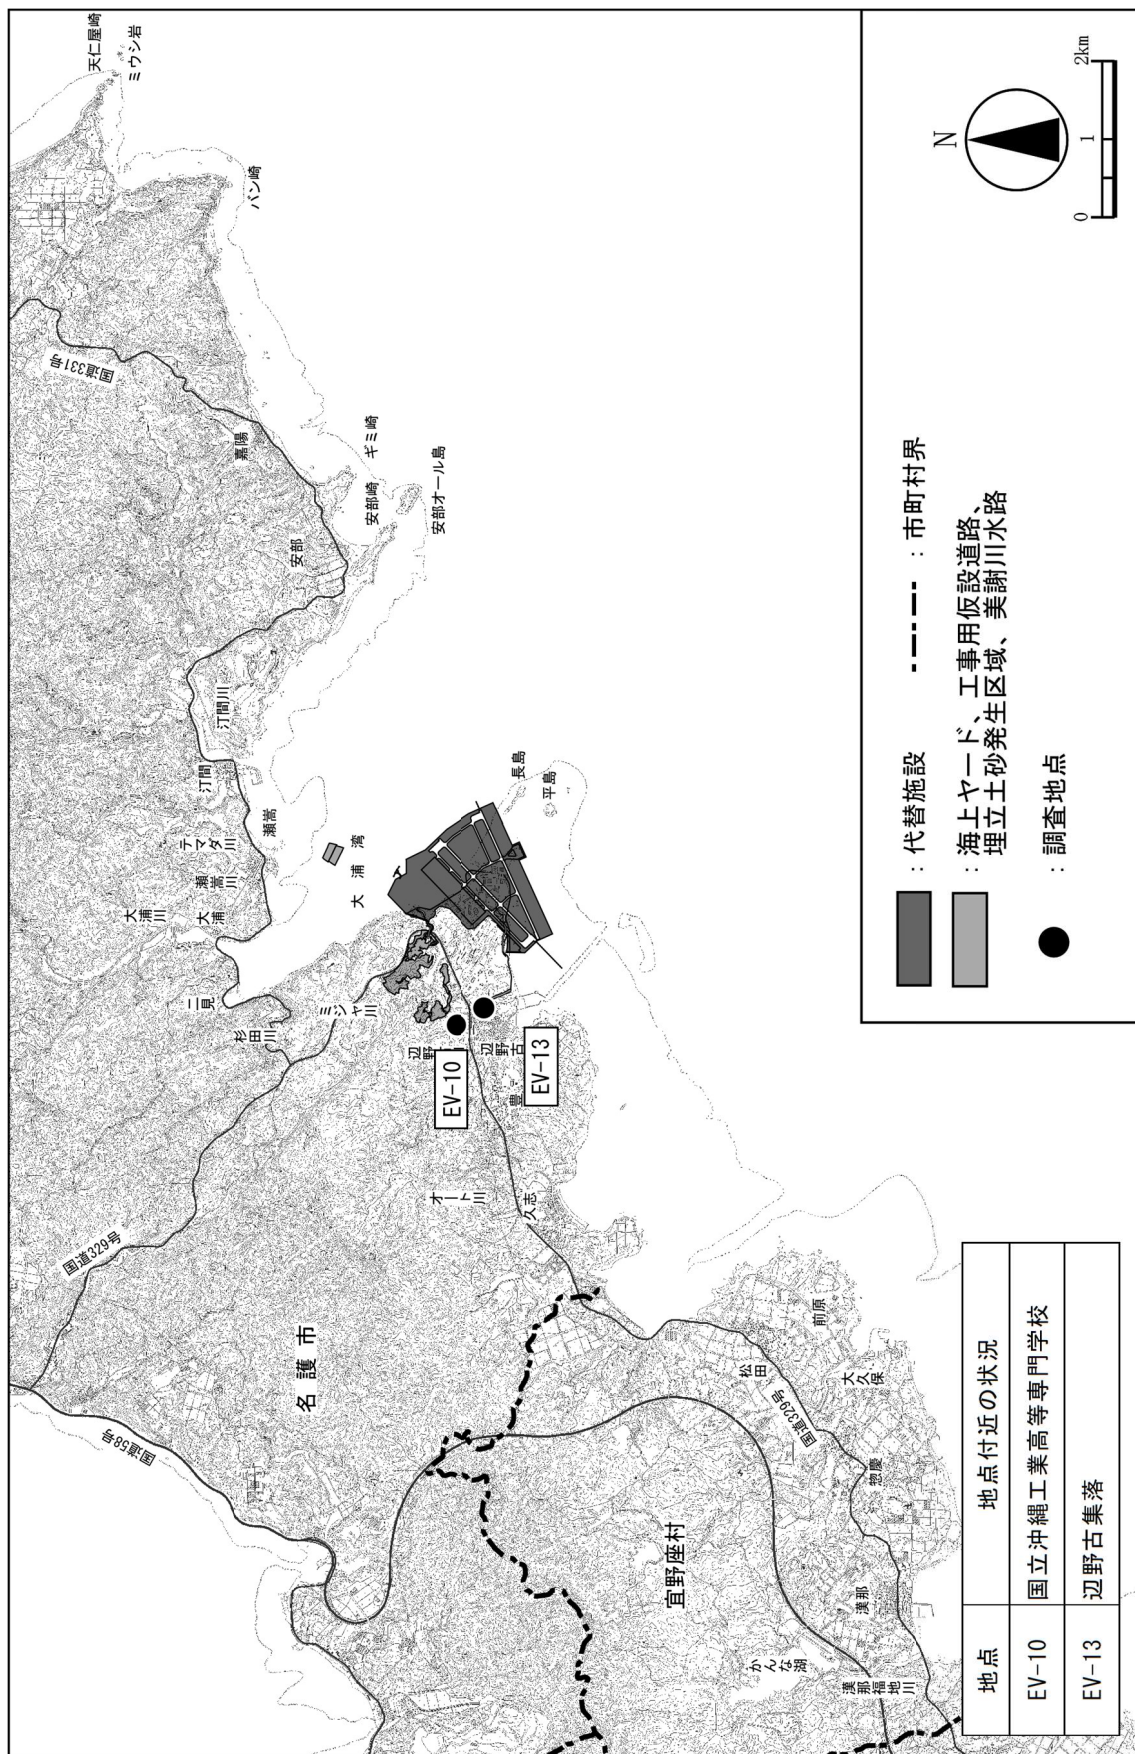 天仁屋崎
ミウシ岩
バン崎
国道331号
嘉陽
ギミ崎
安部崎
安部オール島
安部
汀間川
汀間
瀬嵩
テマダ川
瀬嵩川
大浦川
大浦
大浦湾
長島
平島
二見
杉田川
ミジャ川
辺野
辺野古
EV-10
EV-13
豊
オート川
久志
国道329号
名護市
国道58号
宜野座村
松田
国道329号
前原
大久保
惣慶
漢那
かんな湖
漢那福地川
N
0 1 2km
：代替施設 ：市町村界
：海上ヤード、工事用仮設道路、
埋立土砂発生区域、美謝川水路
：調査地点
地点 地点付近の状況
EV-10 国立沖縄工業高等専門学校
EV-13 辺野古集落